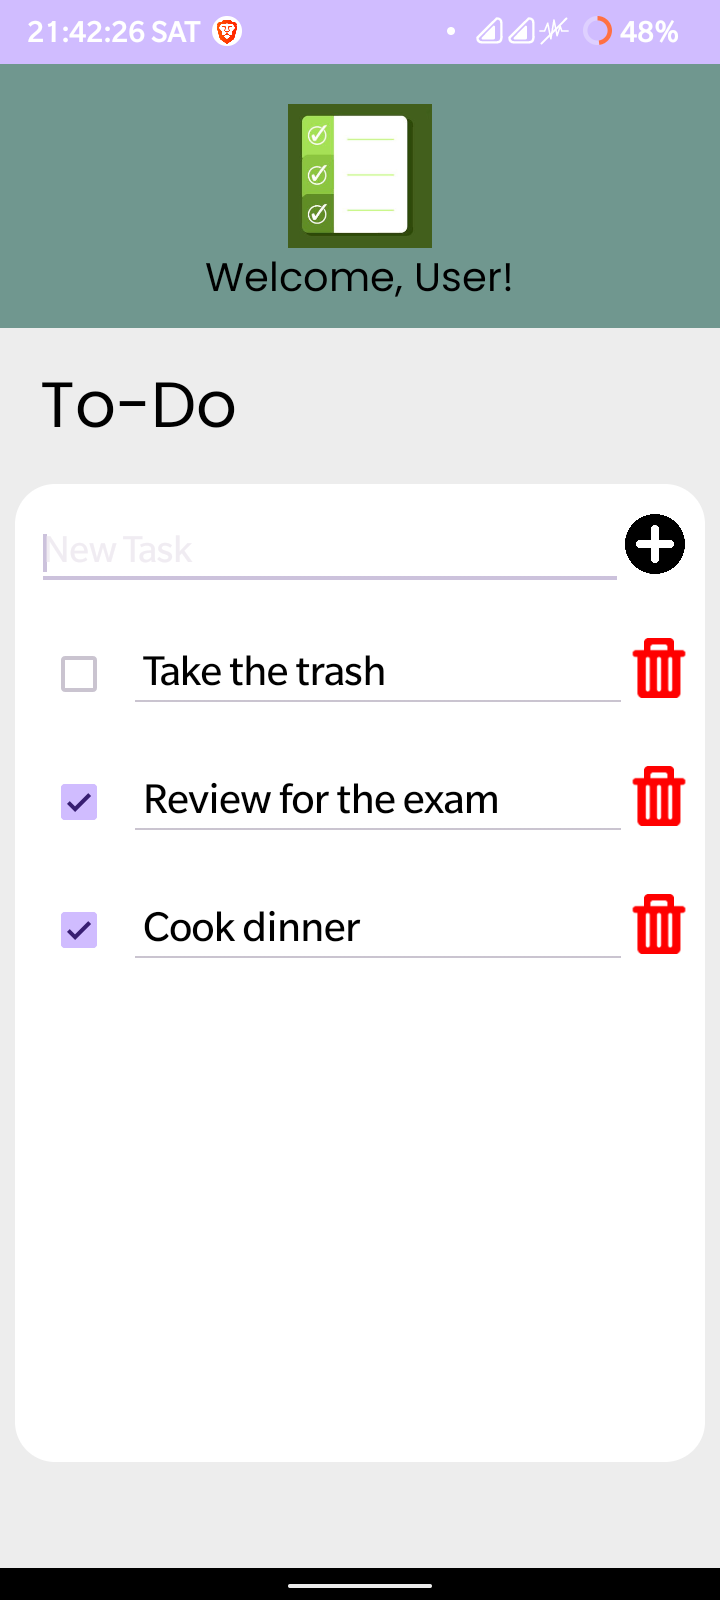 21:42:26 SAT
48%
Welcome, User!
To-Do
New Task
Take the trash
Review for the exam
Cook dinner